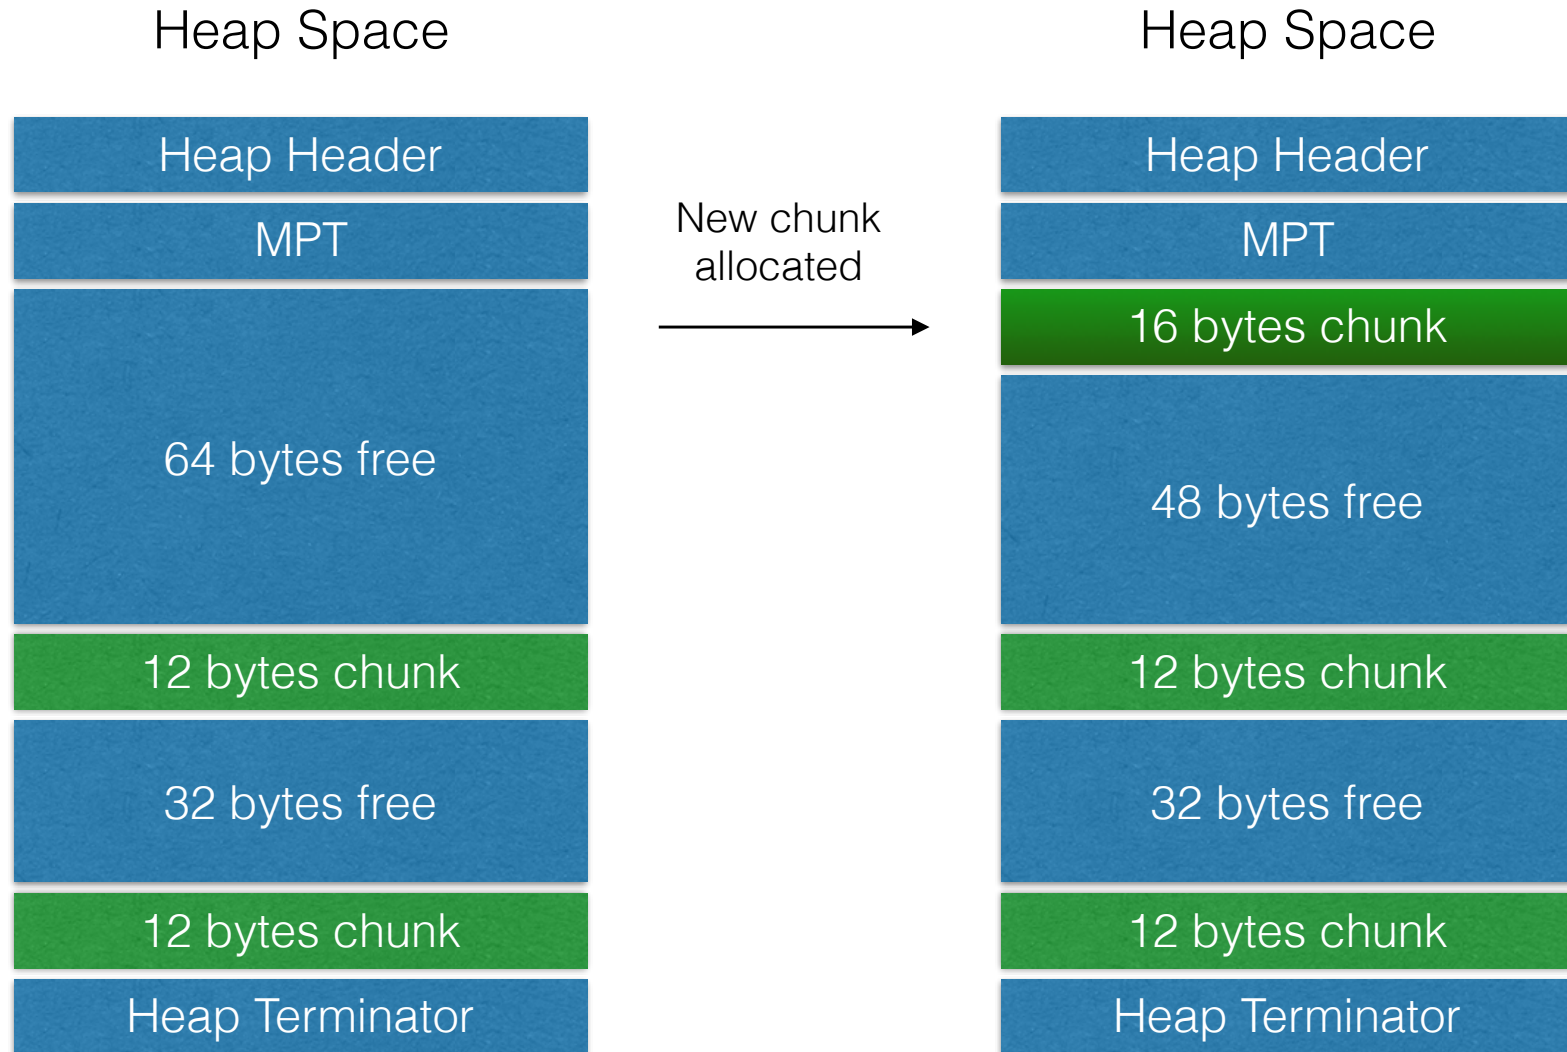 Heap Space
Heap Header
MPT
64 bytes free
12 bytes chunk
32 bytes free
12 bytes chunk
Heap Terminator
New chunk
allocated
Heap Space
Heap Header
MPT
16 bytes chunk
48 bytes free
12 bytes chunk
32 bytes free
12 bytes chunk
Heap Terminator